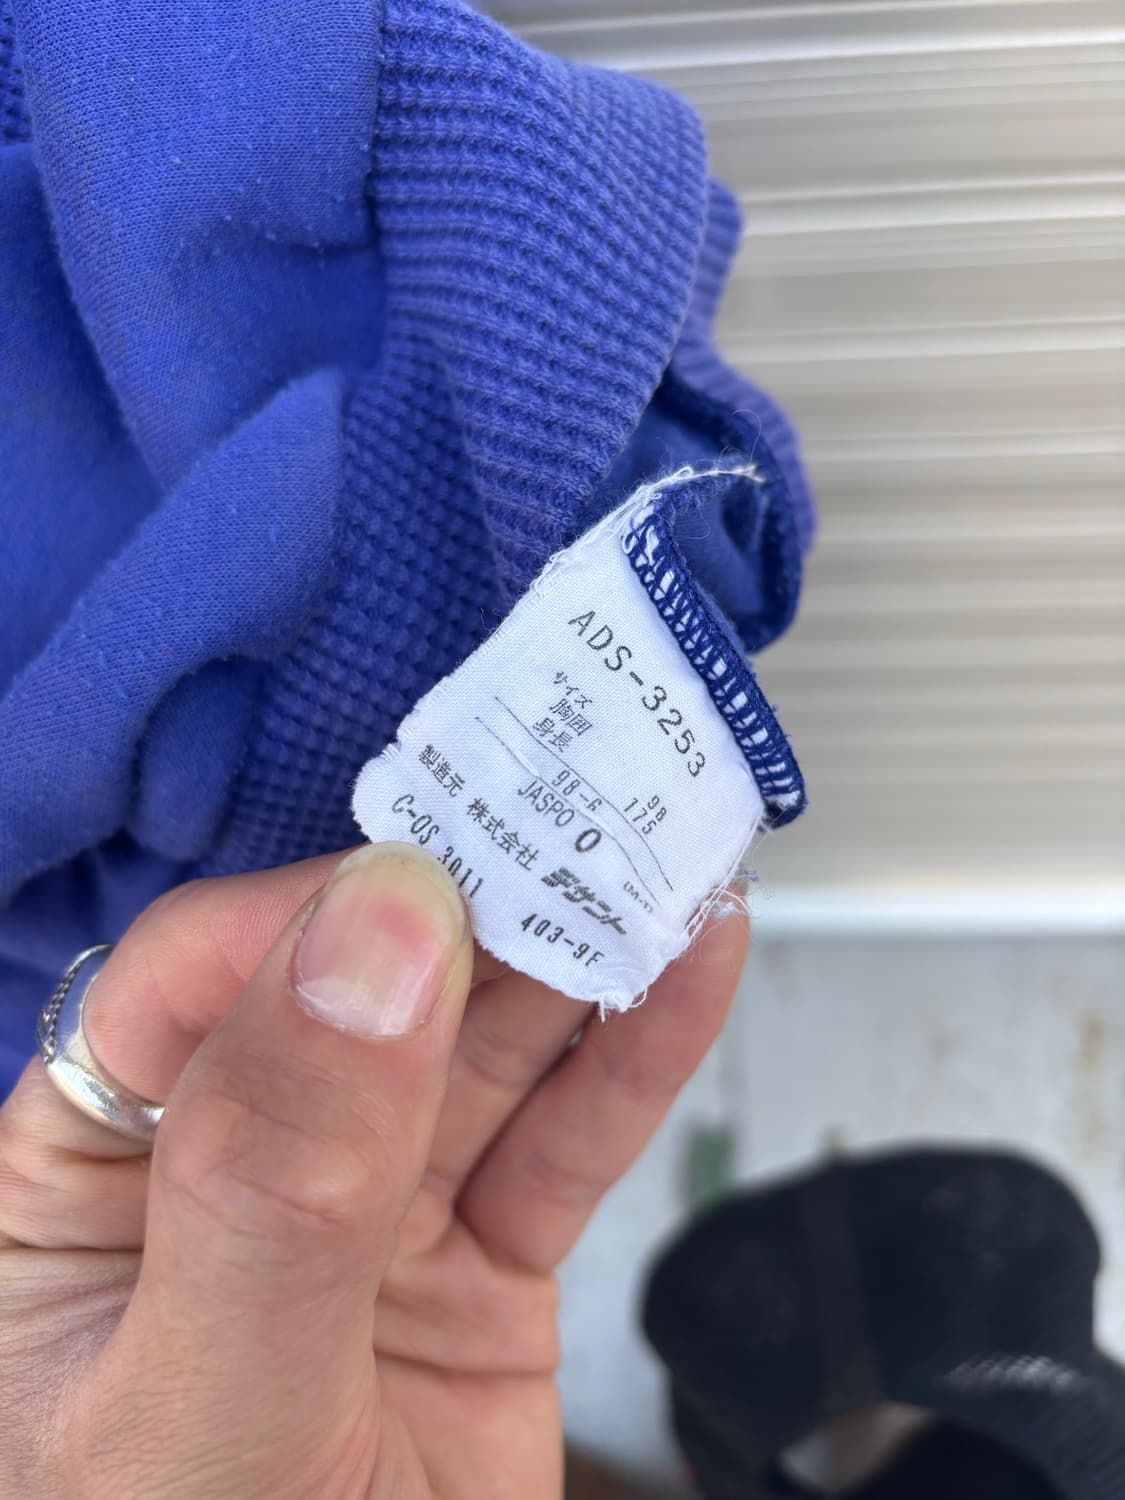 ADS-3253
サイズ
胸囲 98
身長 175
98-6
JASPO O
製造元 株式会社 デサント
C-OS 3011 403-9F